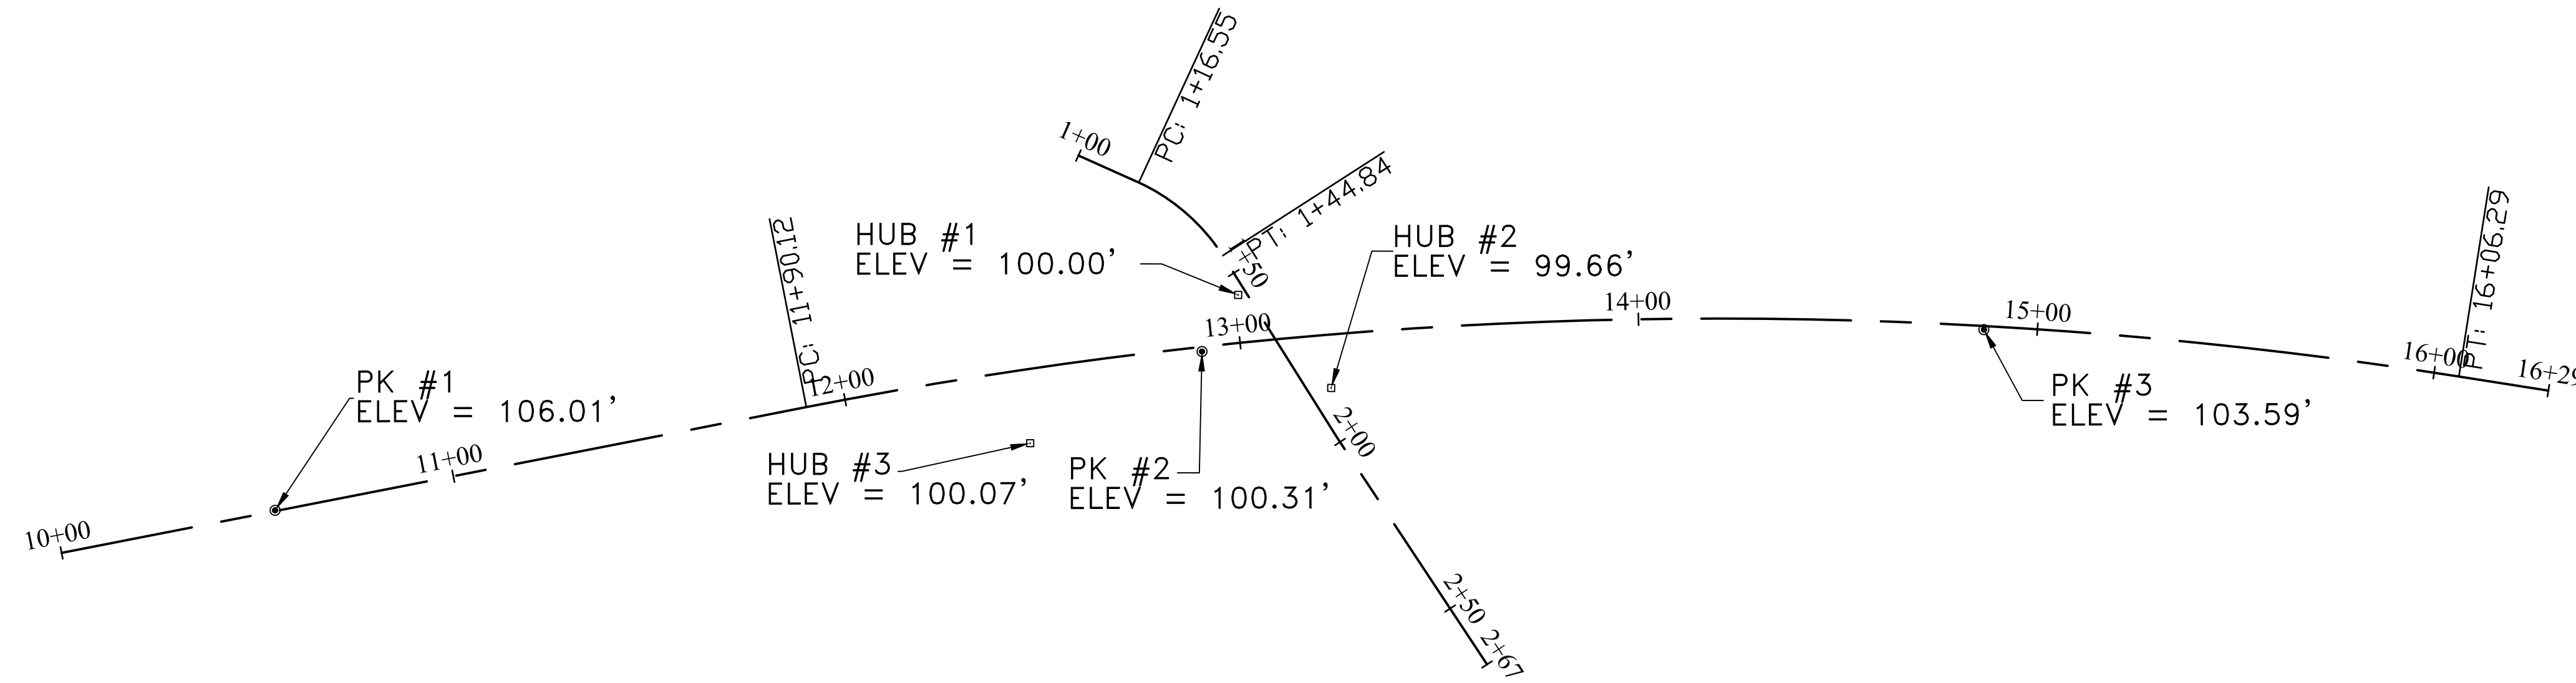 PC: 1+16.55
1+00
PT: 1+44.84
1+50
HUB #1
ELEV = 100.00'
HUB #2
ELEV = 99.66'
PC: 11+90.12
PT: 16+06.29
13+00
14+00
15+00
12+00
16+00
16+29
PK #1
ELEV = 106.01'
PK #3
ELEV = 103.59'
11+00
2+00
HUB #3
ELEV = 100.07'
PK #2
ELEV = 100.31'
10+00
2+50
2+67